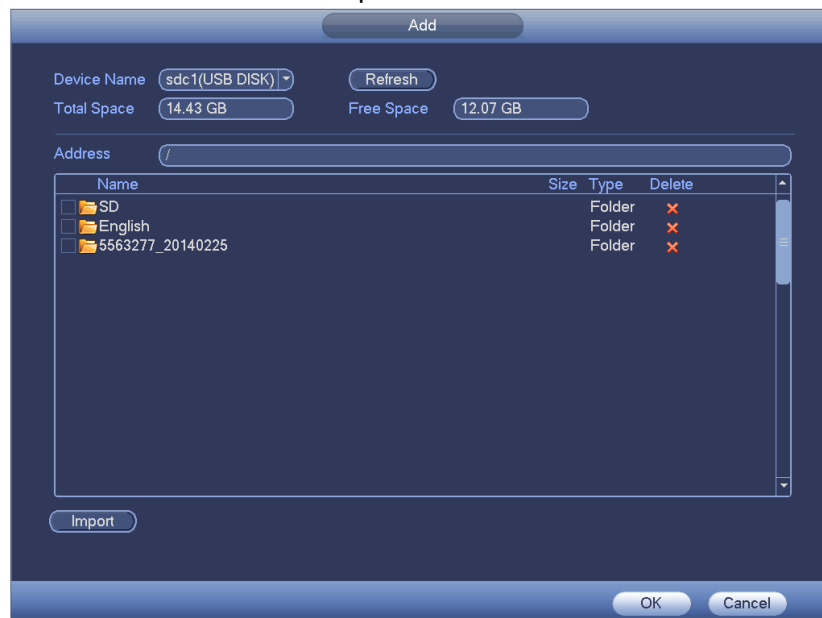 Add
Device Name sdc1(USB DISK) Refresh
Total Space 14.43 GB Free Space 12.07 GB
Address /
Name Size Type Delete
SD Folder
English Folder
5563277_20140225 Folder
Import
OK Cancel